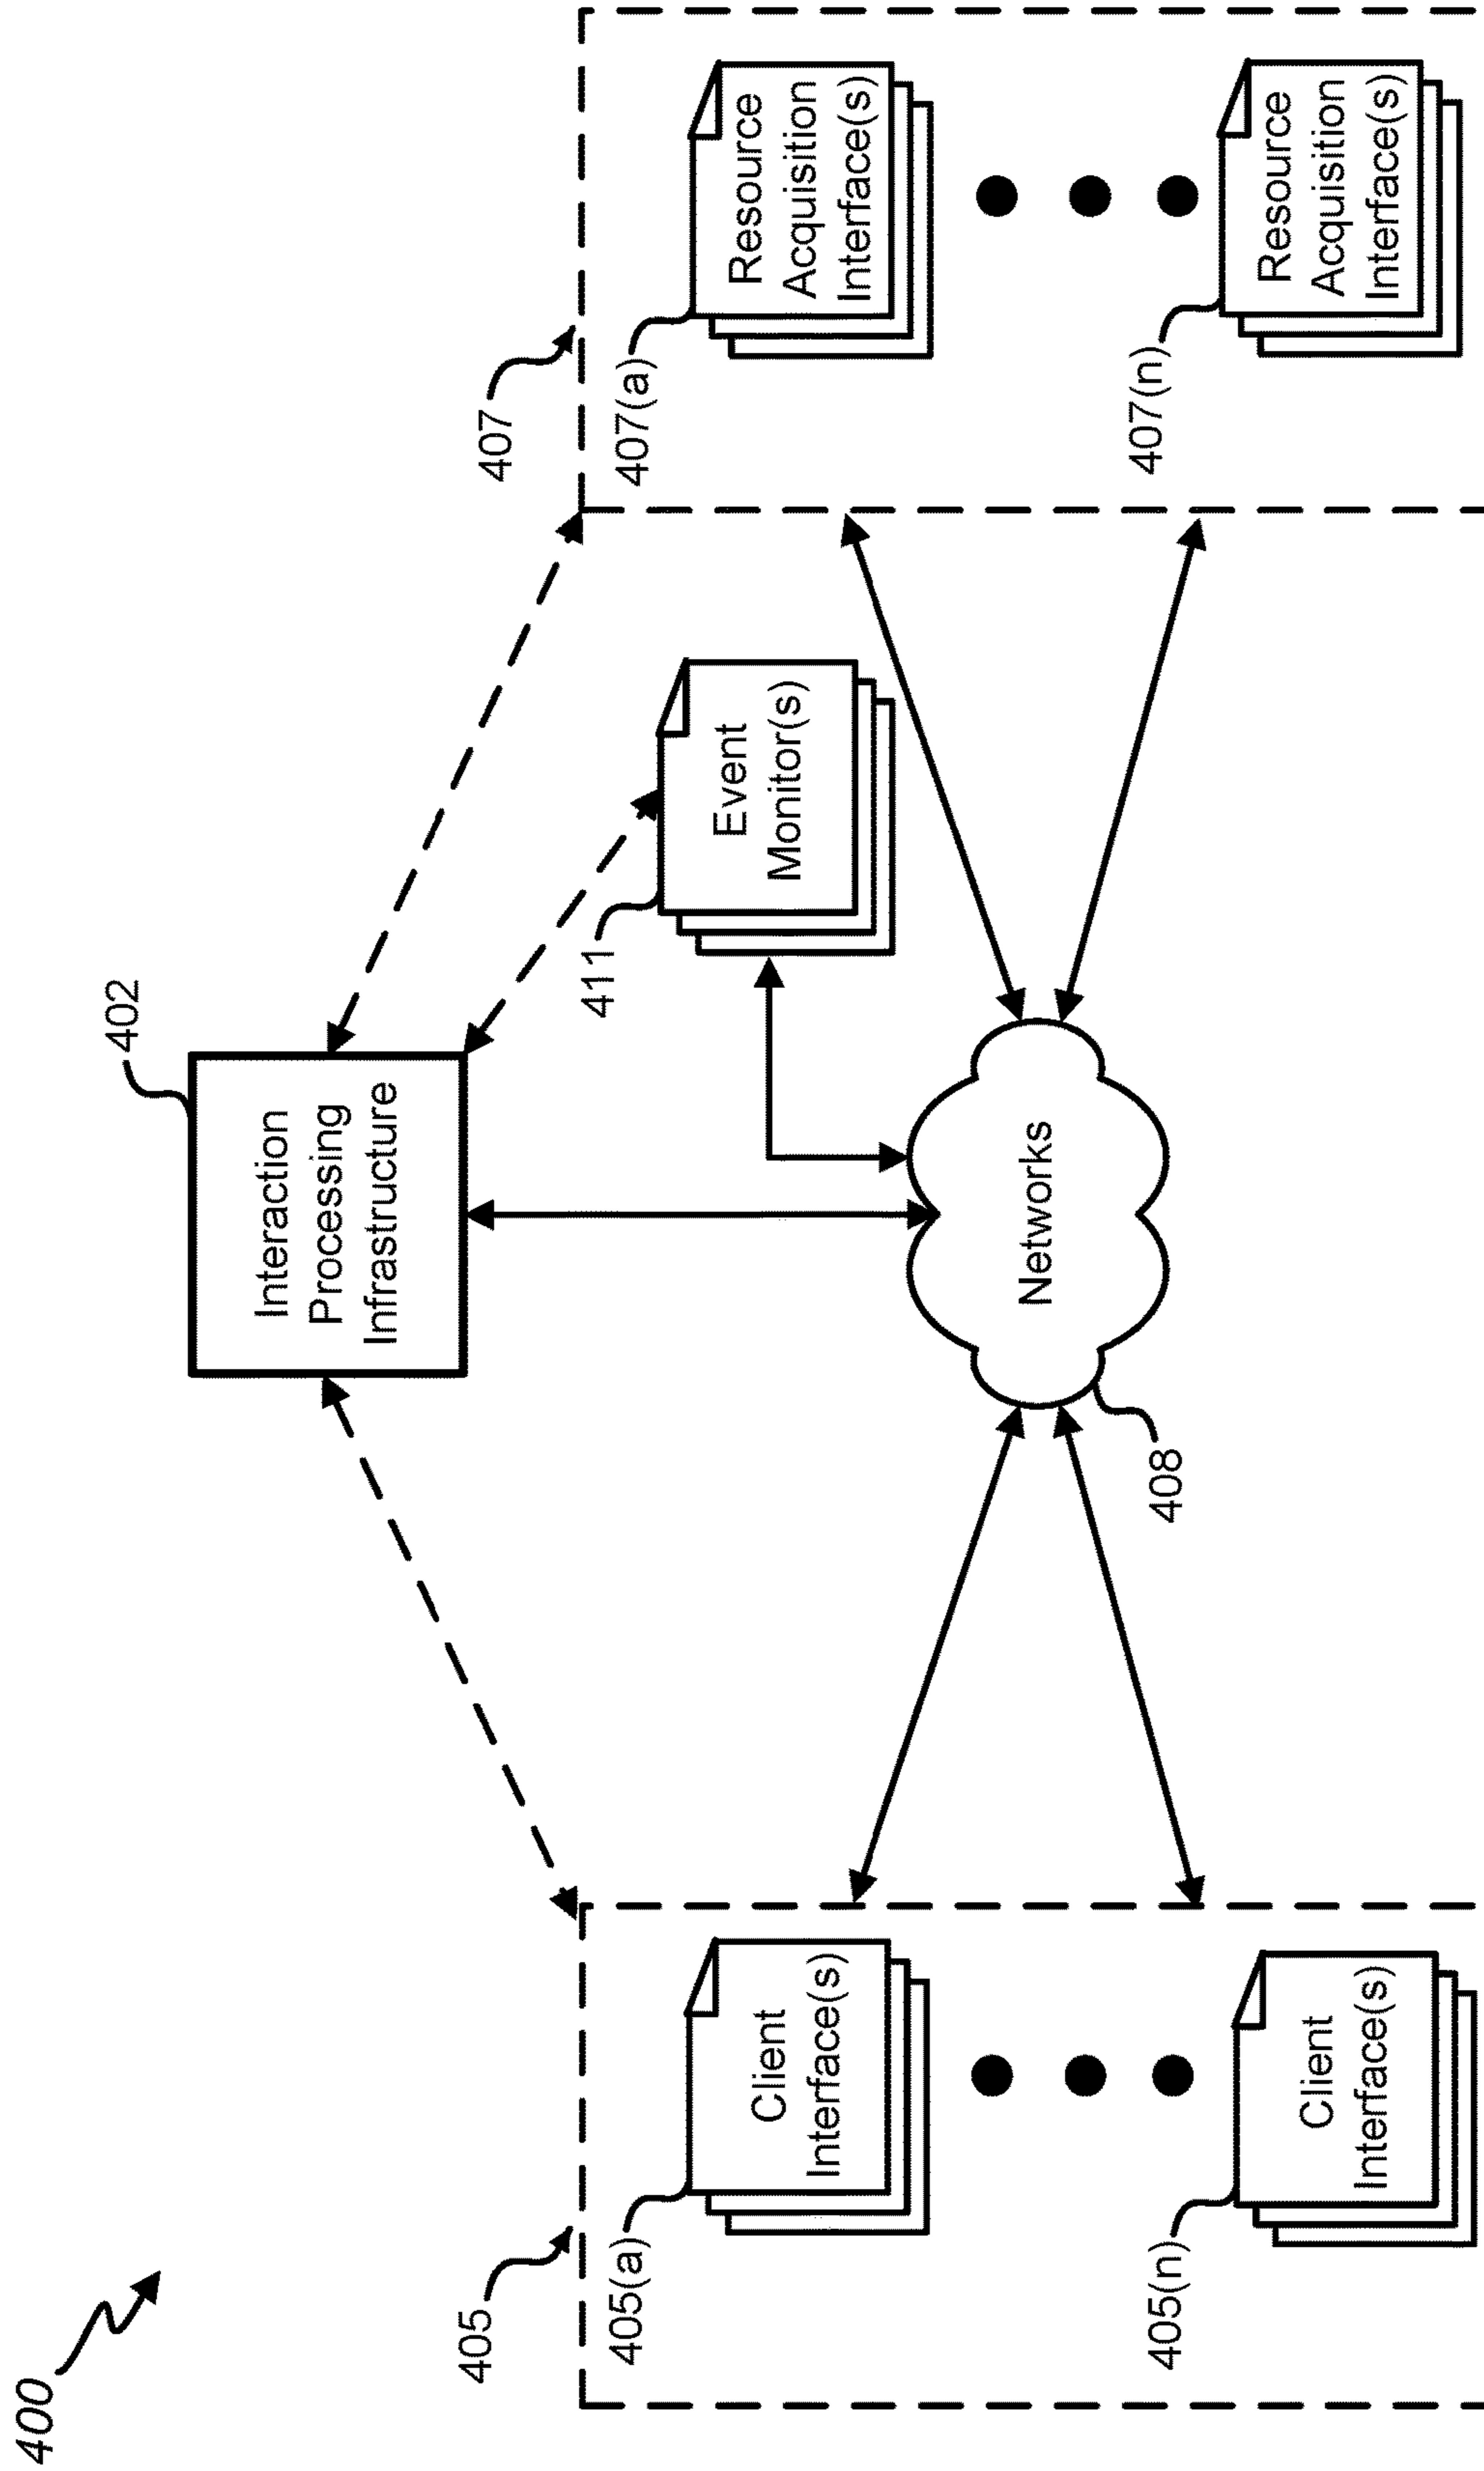 400
402
Interaction
Processing
Infrastructure
405
407
411
Event
Monitor(s)
405(a)
Client
Interface(s)
407(a)
Resource
Acquisition
Interface(s)
Networks
408
405(n)
Client
Interface(s)
407(n)
Resource
Acquisition
Interface(s)